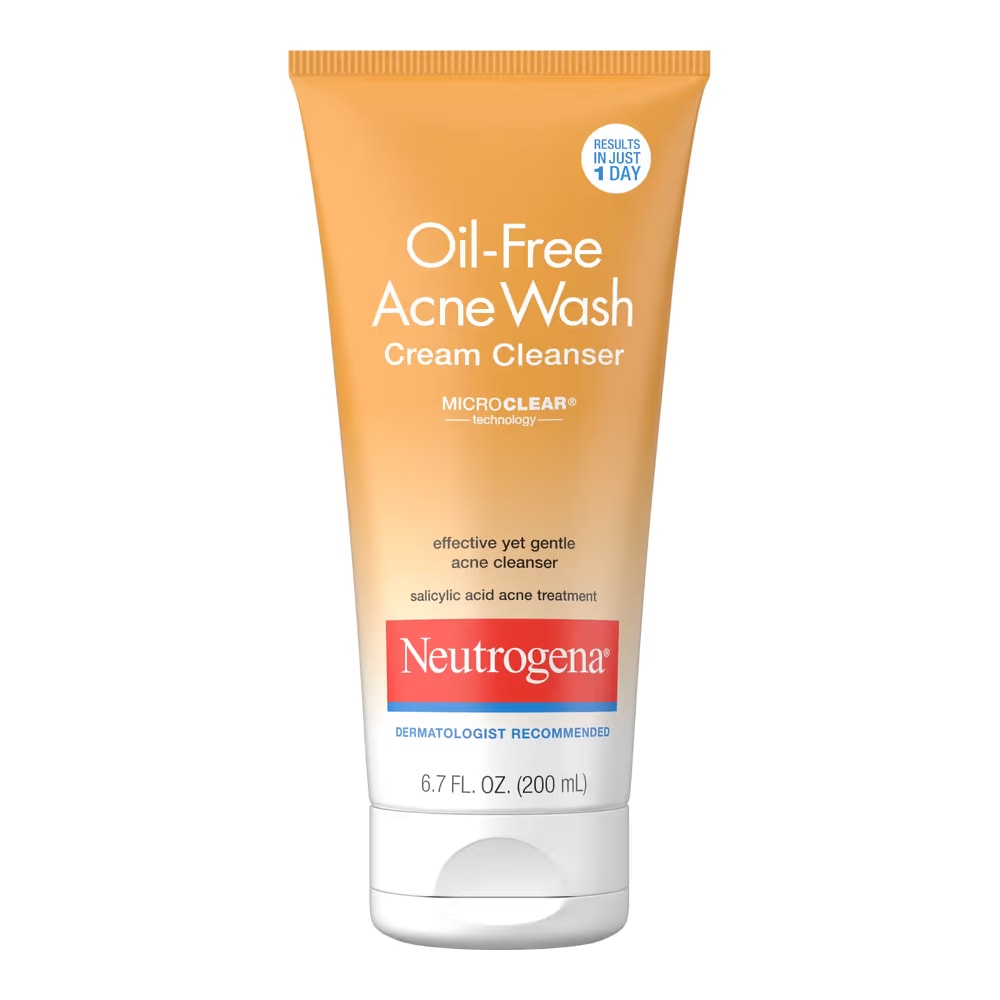 RESULTS
IN JUST
1 DAY
Oil-Free
Acne Wash
Cream Cleanser
MICROCLEAR®
technology
effective yet gentle
acne cleanser
salicylic acid acne treatment
Neutrogena®
DERMATOLOGIST RECOMMENDED
6.7 FL. OZ. (200 mL)